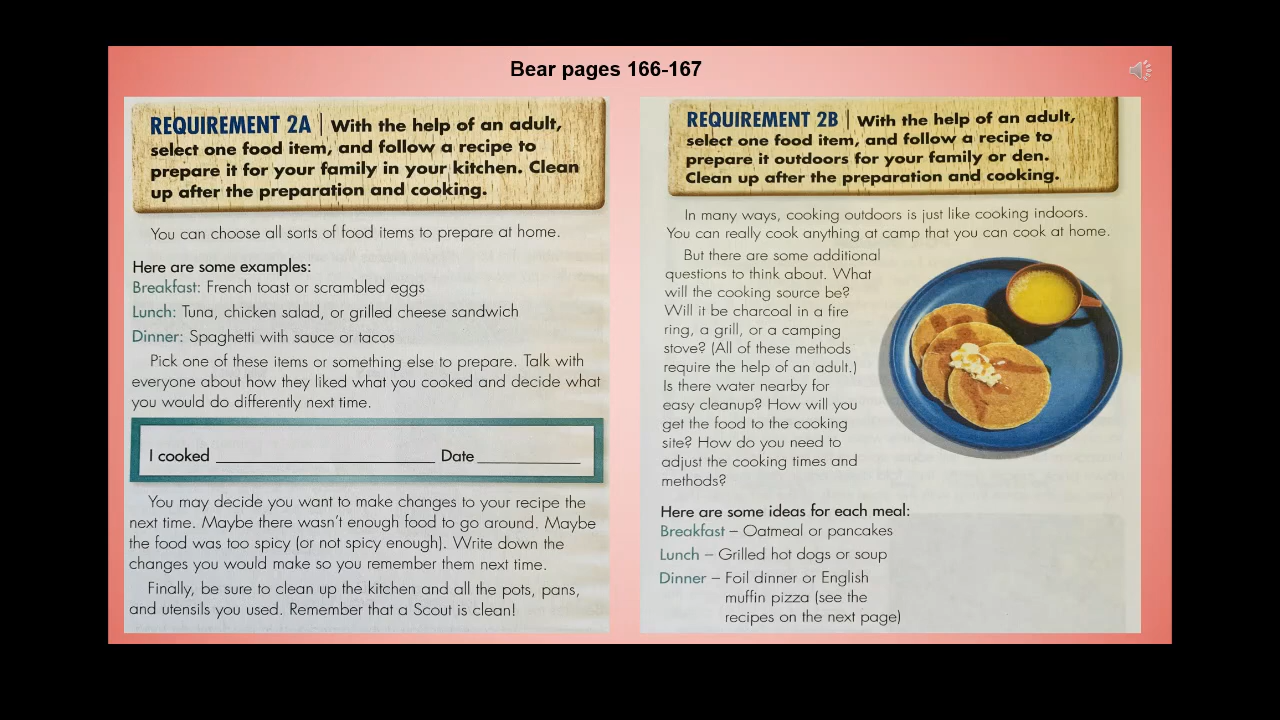 Bear pages 166-167
REQUIREMENT 2A | With the help of an adult,
select one food item, and follow a recipe to
prepare it for your family in your kitchen. Clean
up after the preparation and cooking.
You can choose all sorts of food items to prepare at home.
Here are some examples:
Breakfast: French toast or scrambled eggs
Lunch: Tuna, chicken salad, or grilled cheese sandwich
Dinner: Spaghetti with sauce or tacos
Pick one of these items or something else to prepare. Talk with
everyone about how they liked what you cooked and decide what
you would do differently next time.
I cooked ____________________ Date __________
You may decide you want to make changes to your recipe the
next time. Maybe there wasn't enough food to go around. Maybe
the food was too spicy (or not spicy enough). Write down the
changes you would make so you remember them next time.
Finally, be sure to clean up the kitchen and all the pots, pans,
and utensils you used. Remember that a Scout is clean!
REQUIREMENT 2B | With the help of an adult,
select one food item, and follow a recipe to
prepare it outdoors for your family or den.
Clean up after the preparation and cooking.
In many ways, cooking outdoors is just like cooking indoors.
You can really cook anything at camp that you can cook at home.
But there are some additional
questions to think about. What
will the cooking source be?
Will it be charcoal in a fire
ring, a grill, or a camping
stove? (All of these methods
require the help of an adult.)
Is there water nearby for
easy cleanup? How will you
get the food to the cooking
site? How do you need to
adjust the cooking times and
methods?
Here are some ideas for each meal:
Breakfast – Oatmeal or pancakes
Lunch – Grilled hot dogs or soup
Dinner – Foil dinner or English
muffin pizza (see the
recipes on the next page)